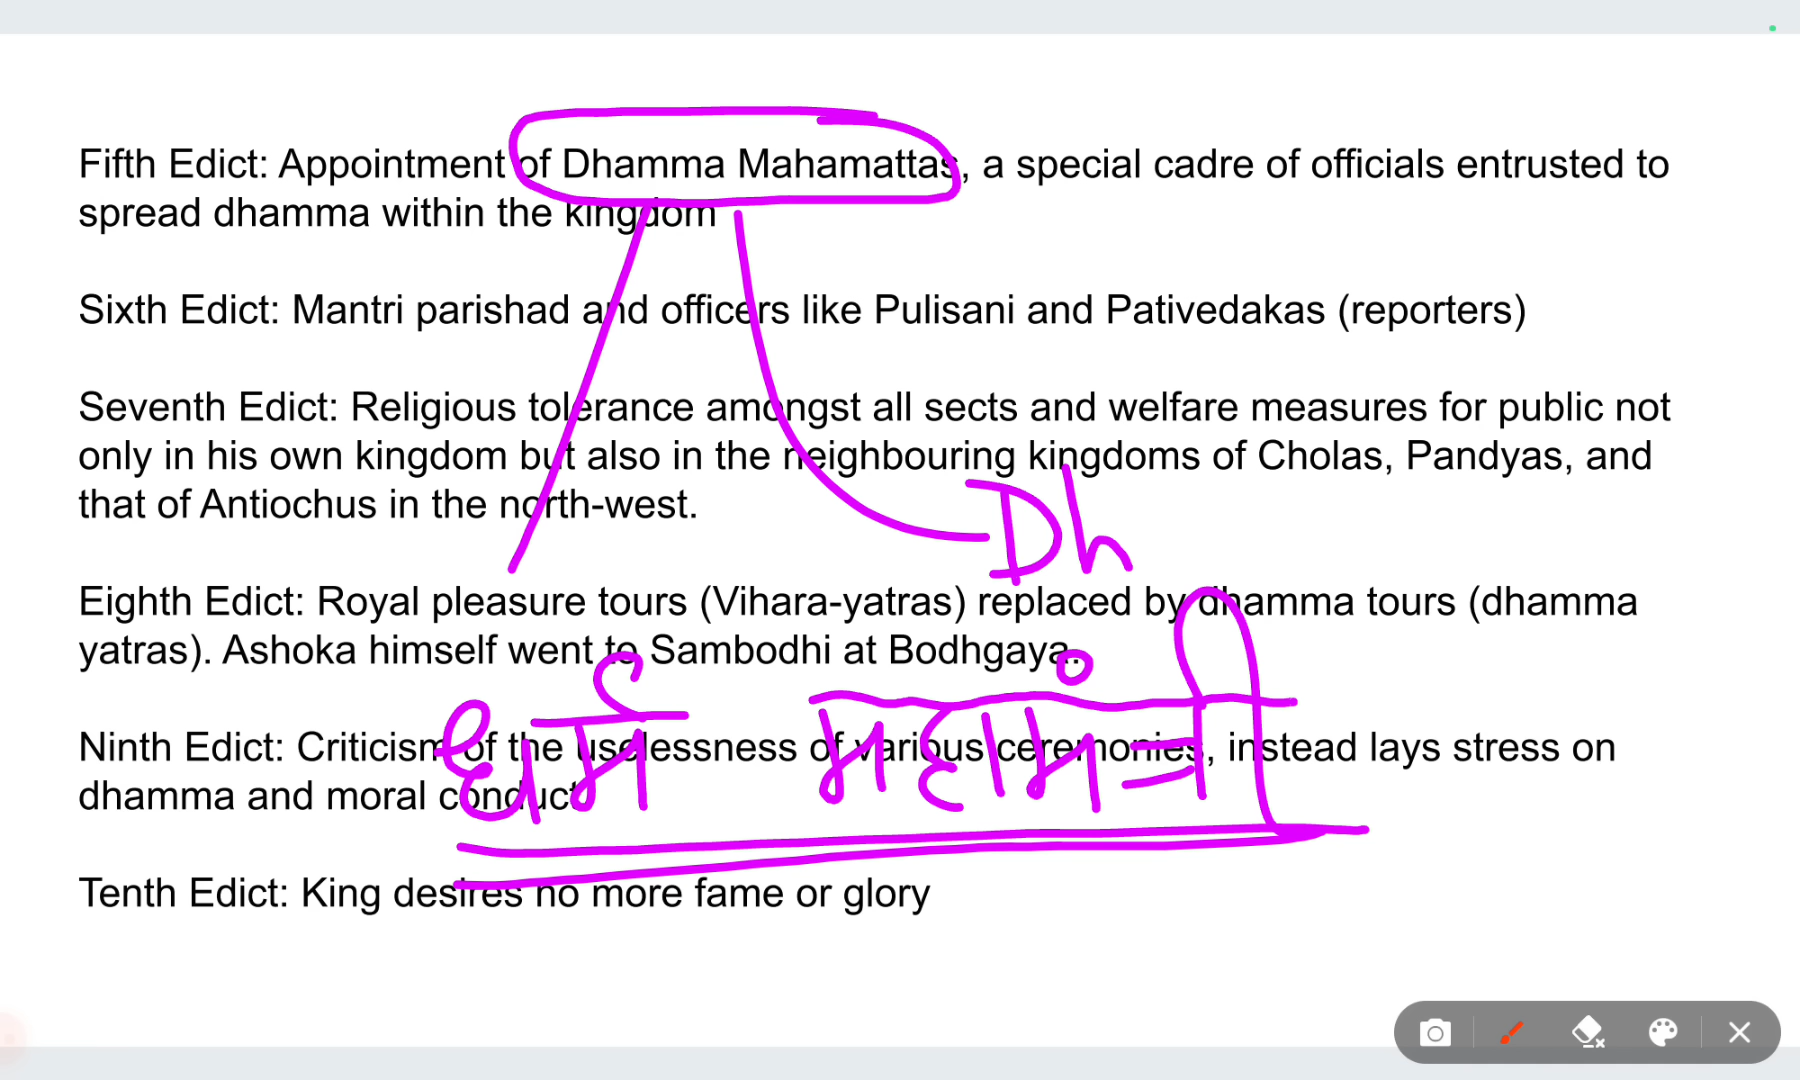 Fifth Edict: Appointment of Dhamma Mahamattas, a special cadre of officials entrusted to
spread dhamma within the kingdom
Sixth Edict: Mantri parishad and officers like Pulisani and Pativedakas (reporters)
Seventh Edict: Religious tolerance amongst all sects and welfare measures for public not
only in his own kingdom but also in the neighbouring kingdoms of Cholas, Pandyas, and
that of Antiochus in the north-west.
Dh
Eighth Edict: Royal pleasure tours (Vihara-yatras) replaced by dhamma tours (dhamma
yatras). Ashoka himself went to Sambodhi at Bodhgaya.
धर्म महामंत्री
Ninth Edict: Criticism of the uselessness of various ceremonies, instead lays stress on
dhamma and moral conduct
Tenth Edict: King desires no more fame or glory